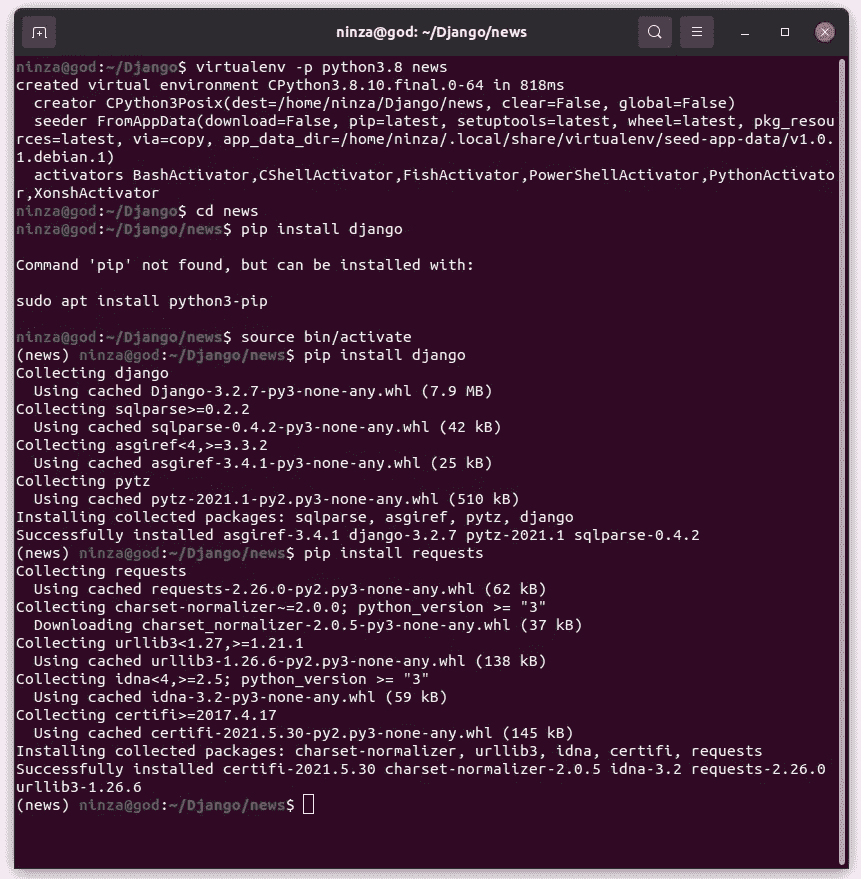 ninza@god: ~/Django/news
ninza@god:~/Django$ virtualenv -p python3.8 news
created virtual environment CPython3.8.10.final.0-64 in 818ms
  creator CPython3Posix(dest=/home/ninza/Django/news, clear=False, global=False)
  seeder FromAppData(download=False, pip=latest, setuptools=latest, wheel=latest, pkg_resou
rces=latest, via=copy, app_data_dir=/home/ninza/.local/share/virtualenv/seed-app-data/v1.0.
1.debian.1)
  activators BashActivator,CShellActivator,FishActivator,PowerShellActivator,PythonActivato
r,XonshActivator
ninza@god:~/Django$ cd news
ninza@god:~/Django/news$ pip install django
Command 'pip' not found, but can be installed with:
sudo apt install python3-pip
ninza@god:~/Django/news$ source bin/activate
(news) ninza@god:~/Django/news$ pip install django
Collecting django
  Using cached Django-3.2.7-py3-none-any.whl (7.9 MB)
Collecting sqlparse>=0.2.2
  Using cached sqlparse-0.4.2-py3-none-any.whl (42 kB)
Collecting asgiref<4,>=3.3.2
  Using cached asgiref-3.4.1-py3-none-any.whl (25 kB)
Collecting pytz
  Using cached pytz-2021.1-py2.py3-none-any.whl (510 kB)
Installing collected packages: sqlparse, asgiref, pytz, django
Successfully installed asgiref-3.4.1 django-3.2.7 pytz-2021.1 sqlparse-0.4.2
(news) ninza@god:~/Django/news$ pip install requests
Collecting requests
  Using cached requests-2.26.0-py2.py3-none-any.whl (62 kB)
Collecting charset-normalizer~=2.0.0; python_version >= "3"
  Downloading charset_normalizer-2.0.5-py3-none-any.whl (37 kB)
Collecting urllib3<1.27,>=1.21.1
  Using cached urllib3-1.26.6-py2.py3-none-any.whl (138 kB)
Collecting idna<4,>=2.5; python_version >= "3"
  Using cached idna-3.2-py3-none-any.whl (59 kB)
Collecting certifi>=2017.4.17
  Using cached certifi-2021.5.30-py2.py3-none-any.whl (145 kB)
Installing collected packages: charset-normalizer, urllib3, idna, certifi, requests
Successfully installed certifi-2021.5.30 charset-normalizer-2.0.5 idna-3.2 requests-2.26.0
urllib3-1.26.6
(news) ninza@god:~/Django/news$